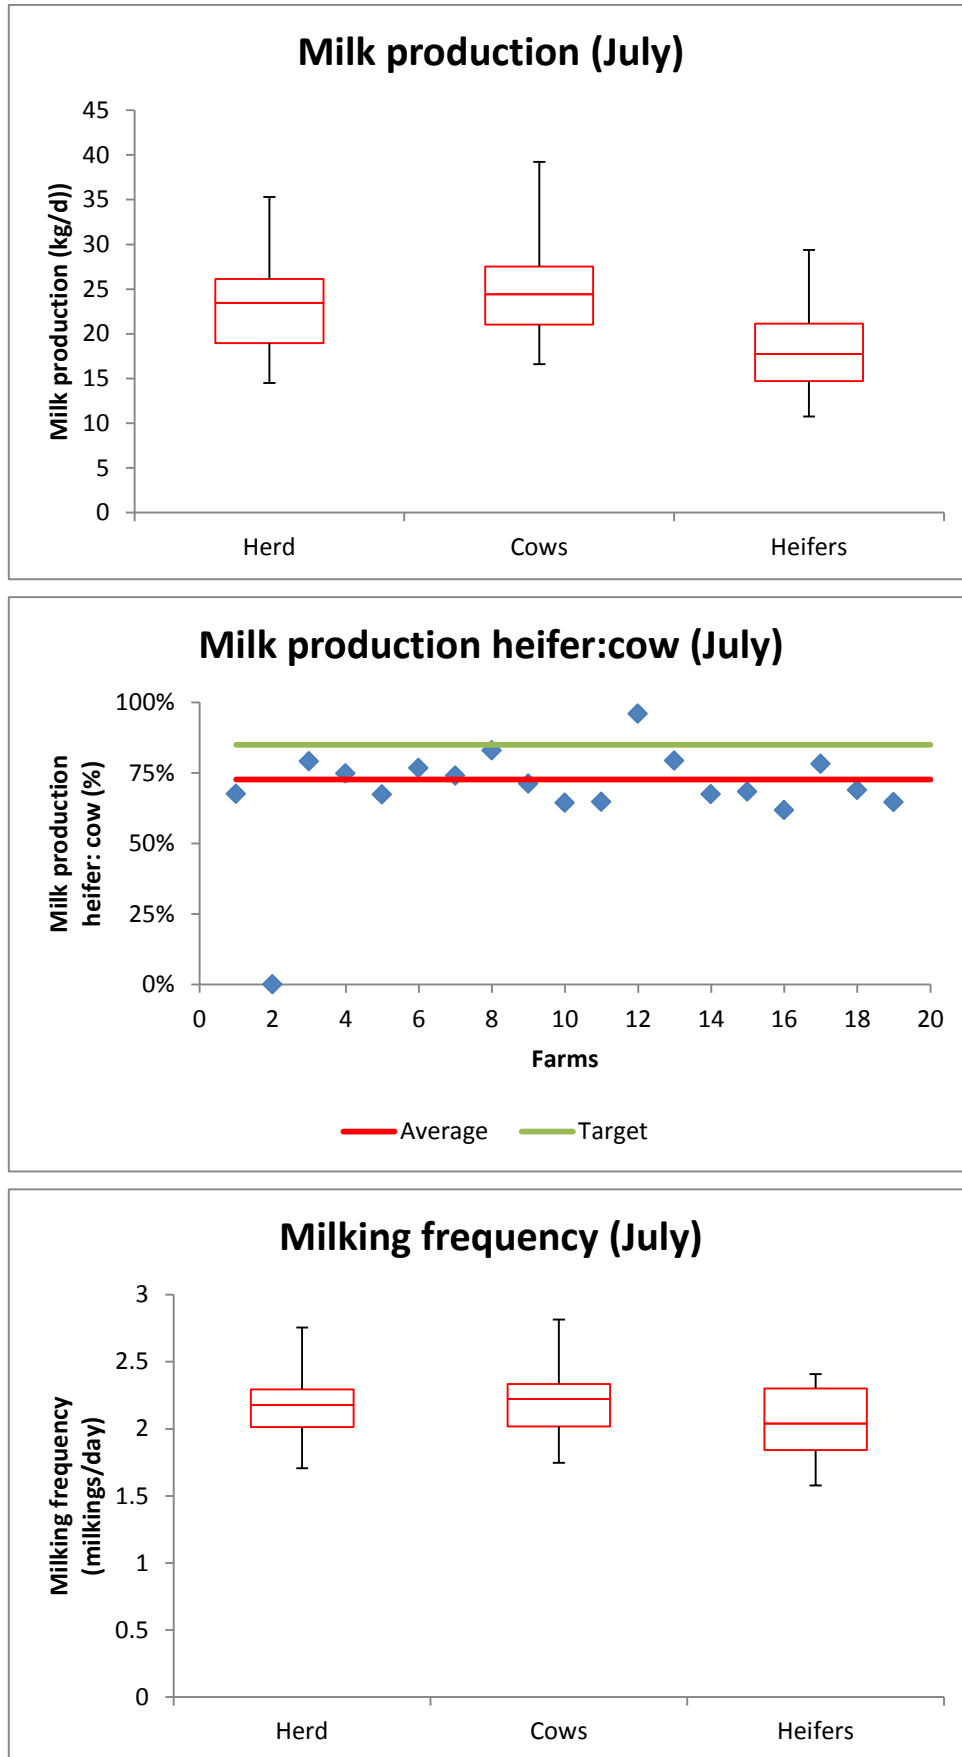 Milk production (July)
45
40
35
30
25
20
15
10
5
0
Milk production (kg/d))
Herd Cows Heifers
Milk production heifer:cow (July)
100%
75%
50%
25%
0%
Milk production
heifer: cow (%)
0 2 4 6 8 10 12 14 16 18 20
Farms
Average Target
Milking frequency (July)
3
2.5
2
1.5
1
0.5
0
Milking frequency
(milkings/day)
Herd Cows Heifers